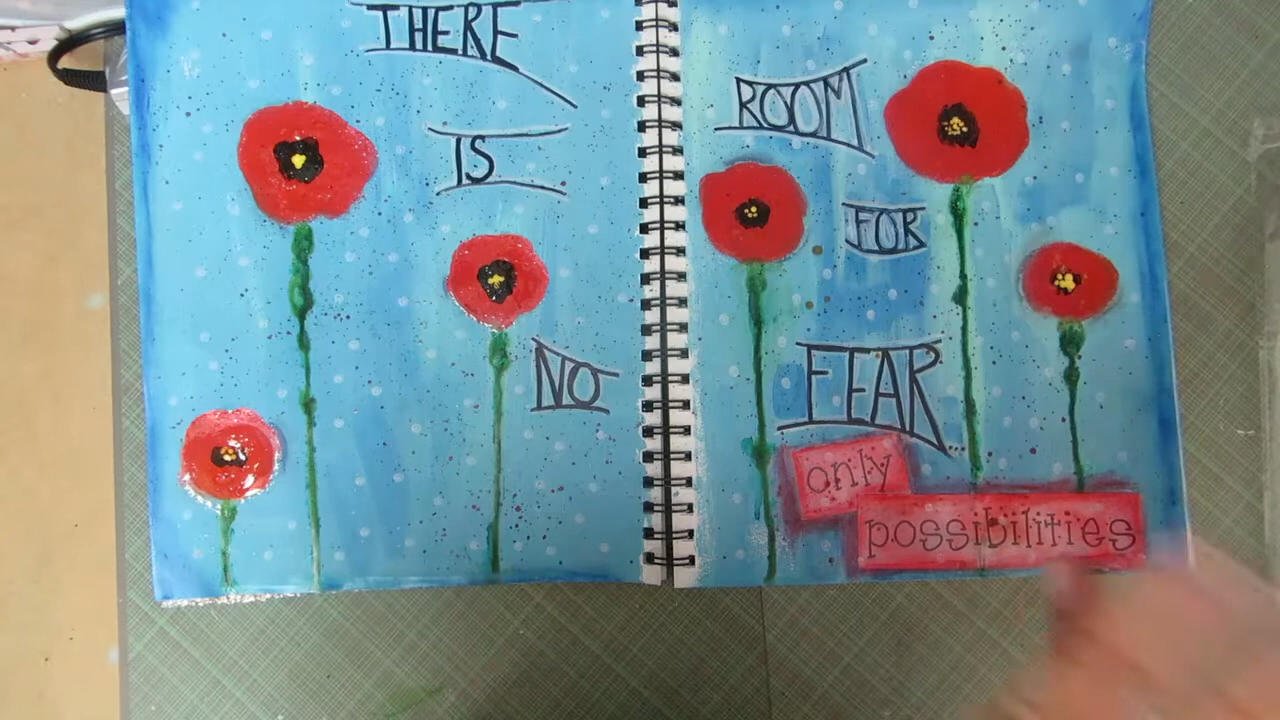 THERE
IS
NO
ROOM
FOR
FEAR
only
possibilities